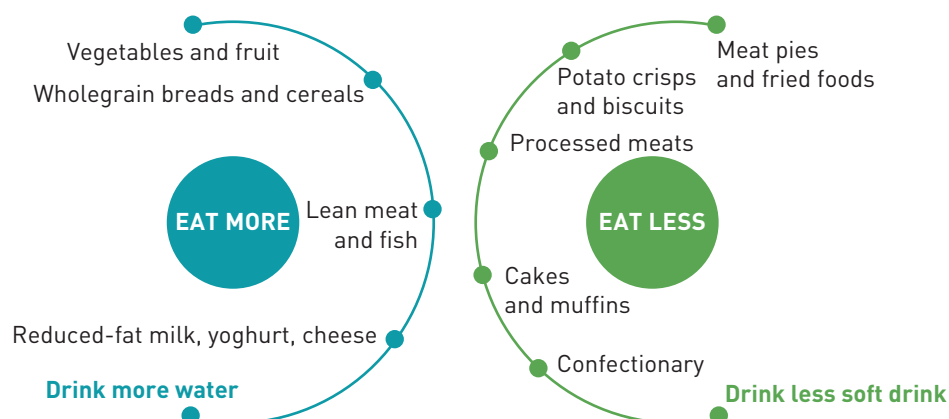 Vegetables and fruit
Wholegrain breads and cereals
EAT MORE
Lean meat
and fish
Reduced-fat milk, yoghurt, cheese
Drink more water
Meat pies
and fried foods
Potato crisps
and biscuits
Processed meats
EAT LESS
Cakes
and muffins
Confectionary
Drink less soft drink